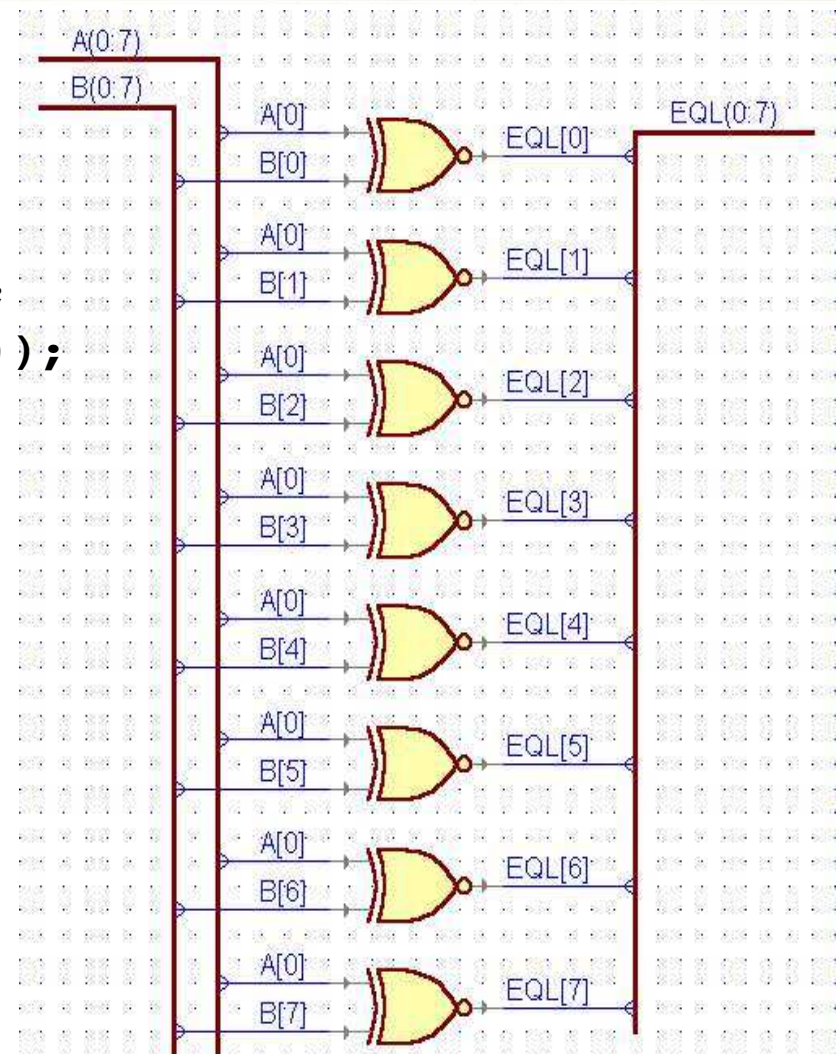 A(0:7)
B(0:7)
EQL(0:7)
A[0]
B[0]
EQL[0]
A[0]
B[1]
EQL[1]
;
);
A[0]
B[2]
EQL[2]
A[0]
B[3]
EQL[3]
A[0]
B[4]
EQL[4]
A[0]
B[5]
EQL[5]
A[0]
B[6]
EQL[6]
A[0]
B[7]
EQL[7]